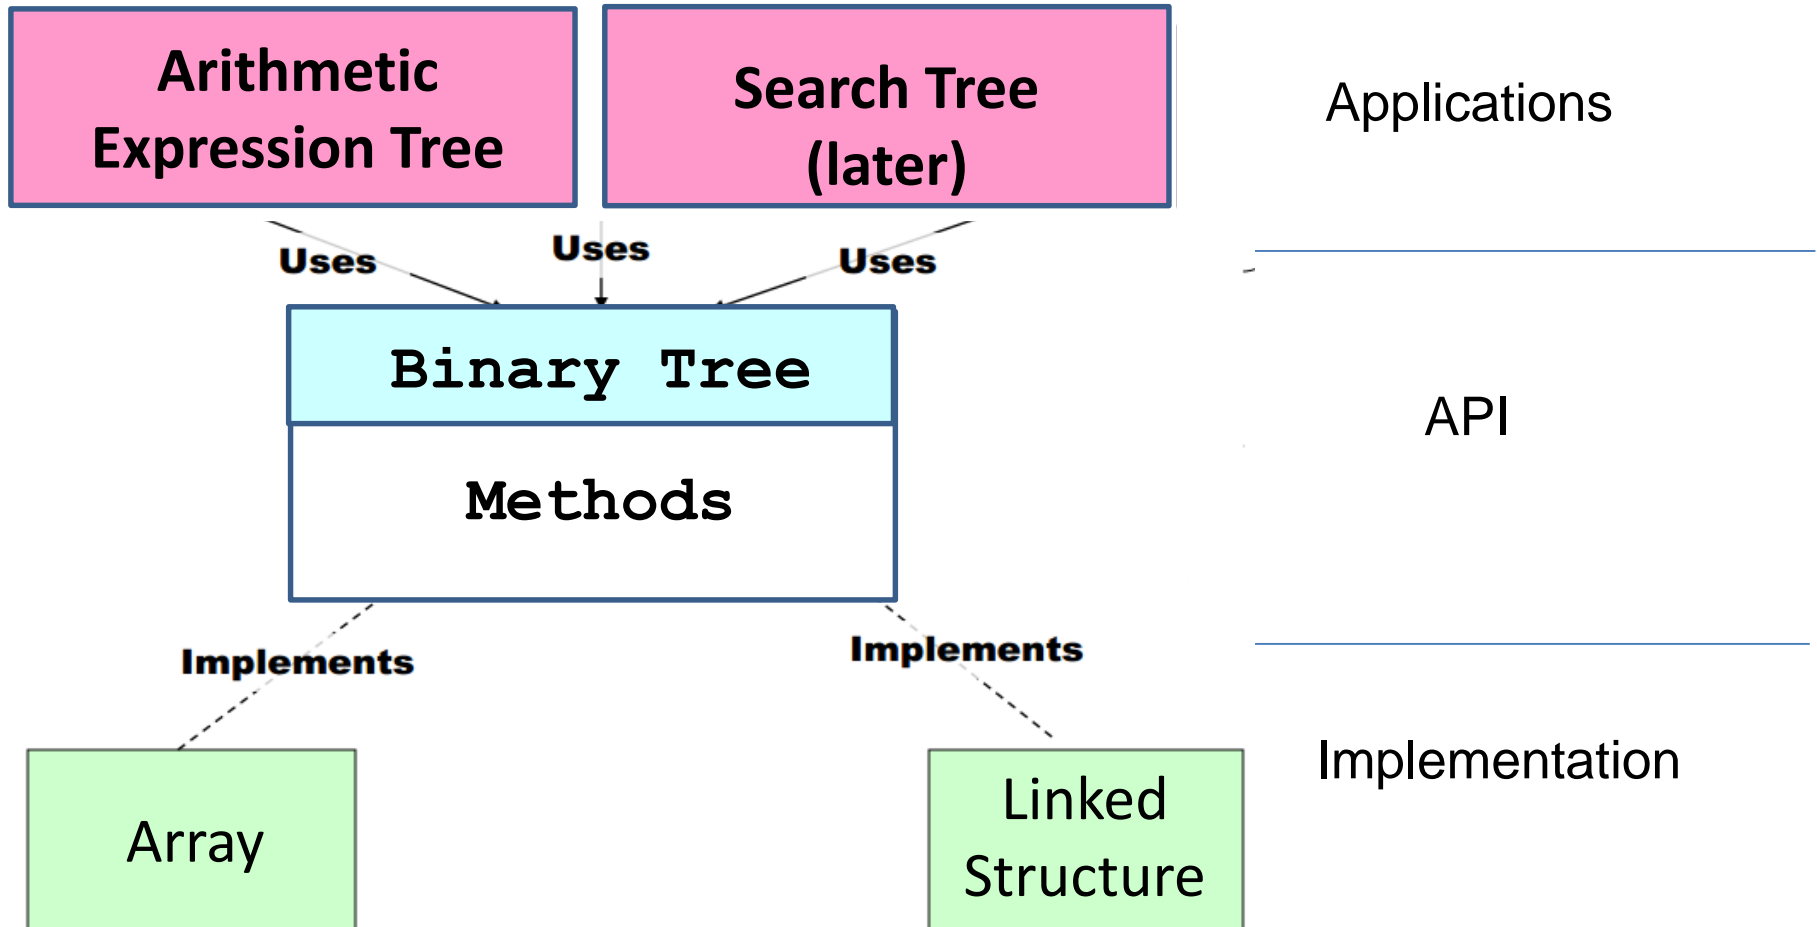 Arithmetic
Expression Tree
Search Tree
(later)
Applications
Uses
Uses
Uses
Binary Tree
API
Methods
Implements
Implements
Implementation
Array
Linked
Structure